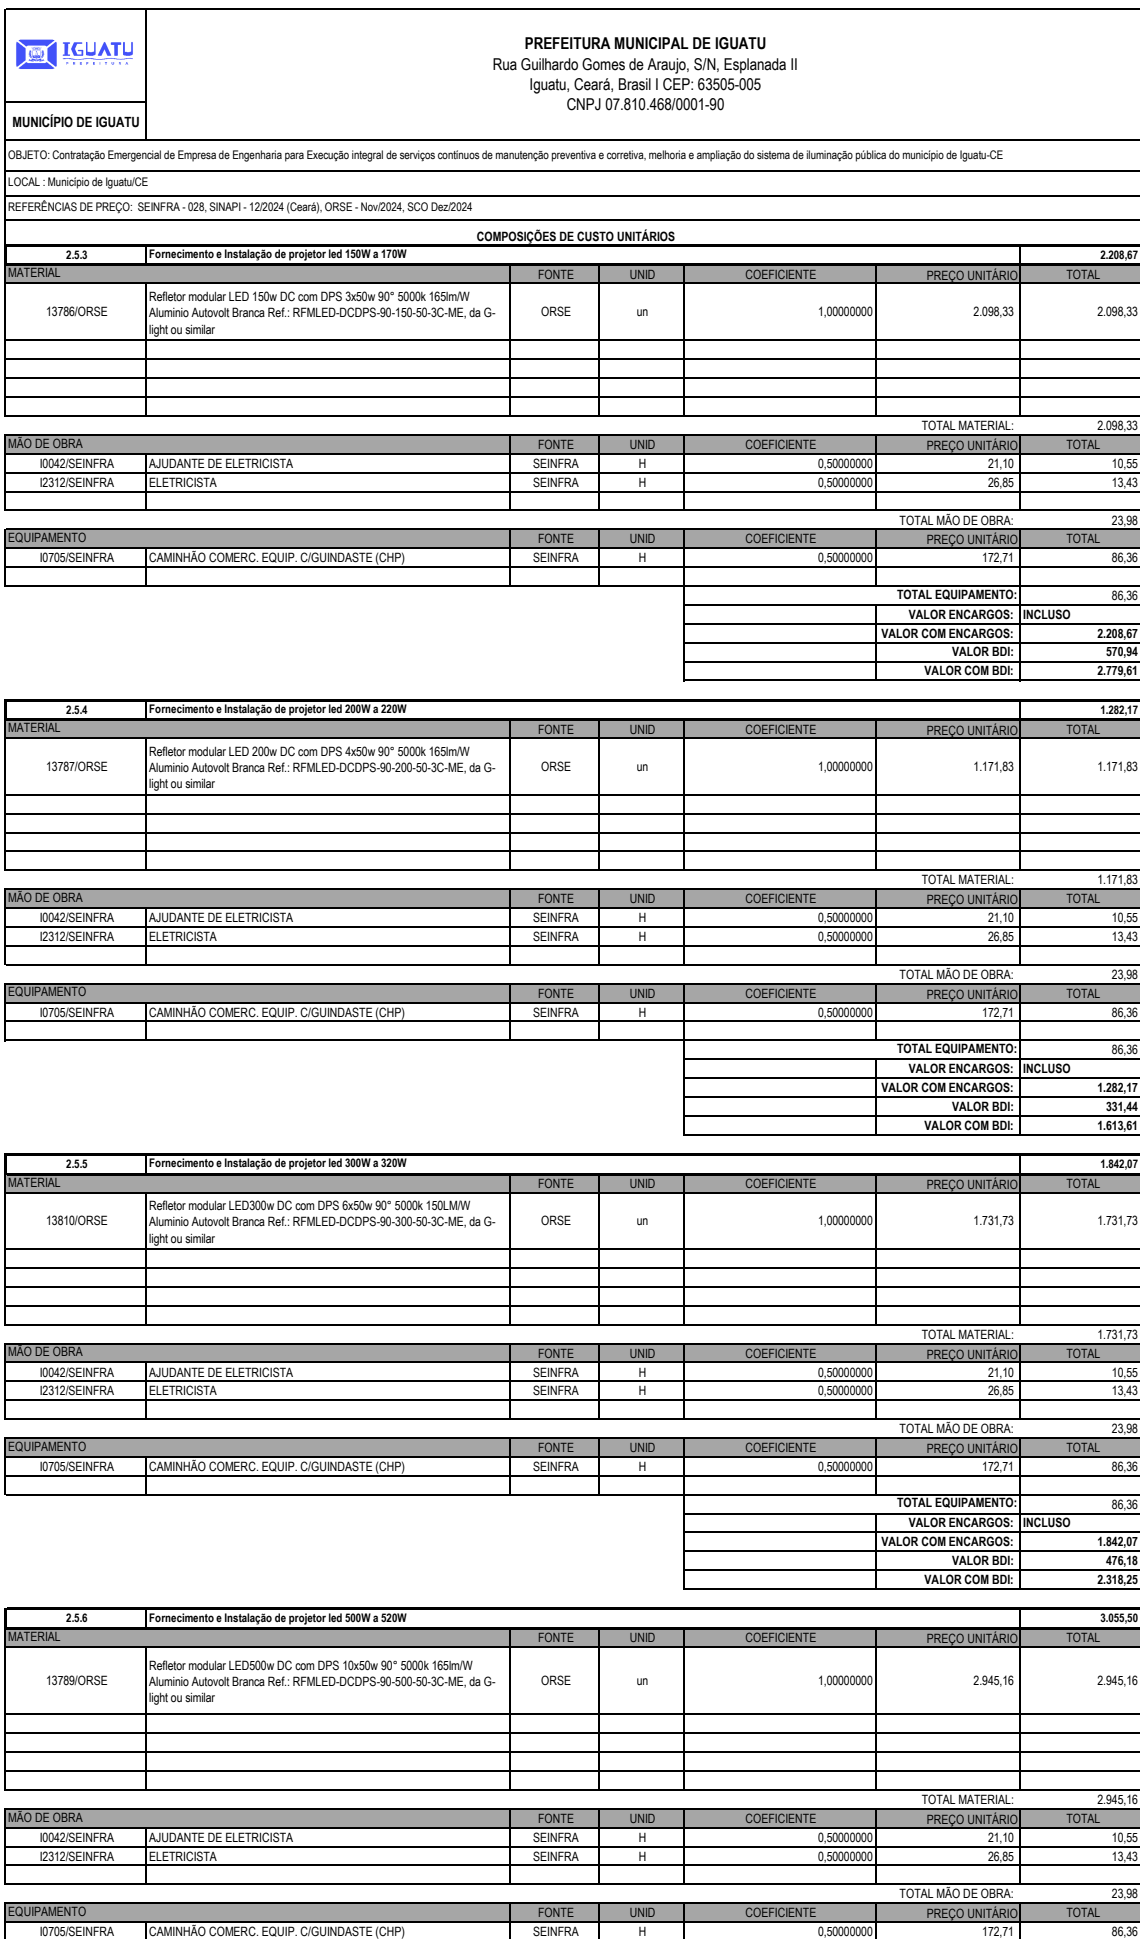 IGUATU
PREFEITURA
MUNICÍPIO DE IGUATU
PREFEITURA MUNICIPAL DE IGUATU
Rua Guilhardo Gomes de Araujo, S/N, Esplanada II
Iguatu, Ceará, Brasil I CEP: 63505-005
CNPJ 07.810.468/0001-90
OBJETO: Contratação Emergencial de Empresa de Engenharia para Execução integral de serviços contínuos de manutenção preventiva e corretiva, melhoria e ampliação do sistema de iluminação pública do município de Iguatu-CE
LOCAL : Município de Iguatu/CE
REFERÊNCIAS DE PREÇO: SEINFRA - 028, SINAPI - 12/2024 (Ceará), ORSE - Nov/2024, SCO Dez/2024
COMPOSIÇÕES DE CUSTO UNITÁRIOS
2.5.3 Fornecimento e Instalação de projetor led 150W a 170W 2.208,67
MATERIAL FONTE UNID COEFICIENTE PREÇO UNITÁRIO TOTAL
Refletor modular LED 150w DC com DPS 3x50w 90° 5000k 165lm/W
13786/ORSE Aluminio Autovolt Branca Ref.: RFMLED-DCDPS-90-150-50-3C-ME, da G- ORSE un 1,00000000 2.098,33 2.098,33
light ou similar
TOTAL MATERIAL: 2.098,33
MÃO DE OBRA FONTE UNID COEFICIENTE PREÇO UNITÁRIO TOTAL
I0042/SEINFRA AJUDANTE DE ELETRICISTA SEINFRA H 0,50000000 21,10 10,55
I2312/SEINFRA ELETRICISTA SEINFRA H 0,50000000 26,85 13,43
TOTAL MÃO DE OBRA: 23,98
EQUIPAMENTO FONTE UNID COEFICIENTE PREÇO UNITÁRIO TOTAL
I0705/SEINFRA CAMINHÃO COMERC. EQUIP. C/GUINDASTE (CHP) SEINFRA H 0,50000000 172,71 86,36
TOTAL EQUIPAMENTO: 86,36
VALOR ENCARGOS: INCLUSO
VALOR COM ENCARGOS: 2.208,67
VALOR BDI: 570,94
VALOR COM BDI: 2.779,61
2.5.4 Fornecimento e Instalação de projetor led 200W a 220W 1.282,17
MATERIAL FONTE UNID COEFICIENTE PREÇO UNITÁRIO TOTAL
Refletor modular LED 200w DC com DPS 4x50w 90° 5000k 165lm/W
13787/ORSE Aluminio Autovolt Branca Ref.: RFMLED-DCDPS-90-200-50-3C-ME, da G- ORSE un 1,00000000 1.171,83 1.171,83
light ou similar
TOTAL MATERIAL: 1.171,83
MÃO DE OBRA FONTE UNID COEFICIENTE PREÇO UNITÁRIO TOTAL
I0042/SEINFRA AJUDANTE DE ELETRICISTA SEINFRA H 0,50000000 21,10 10,55
I2312/SEINFRA ELETRICISTA SEINFRA H 0,50000000 26,85 13,43
TOTAL MÃO DE OBRA: 23,98
EQUIPAMENTO FONTE UNID COEFICIENTE PREÇO UNITÁRIO TOTAL
I0705/SEINFRA CAMINHÃO COMERC. EQUIP. C/GUINDASTE (CHP) SEINFRA H 0,50000000 172,71 86,36
TOTAL EQUIPAMENTO: 86,36
VALOR ENCARGOS: INCLUSO
VALOR COM ENCARGOS: 1.282,17
VALOR BDI: 331,44
VALOR COM BDI: 1.613,61
2.5.5 Fornecimento e Instalação de projetor led 300W a 320W 1.842,07
MATERIAL FONTE UNID COEFICIENTE PREÇO UNITÁRIO TOTAL
Refletor modular LED300w DC com DPS 6x50w 90° 5000k 150LM/W
13810/ORSE Aluminio Autovolt Branca Ref.: RFMLED-DCDPS-90-300-50-3C-ME, da G- ORSE un 1,00000000 1.731,73 1.731,73
light ou similar
TOTAL MATERIAL: 1.731,73
MÃO DE OBRA FONTE UNID COEFICIENTE PREÇO UNITÁRIO TOTAL
I0042/SEINFRA AJUDANTE DE ELETRICISTA SEINFRA H 0,50000000 21,10 10,55
I2312/SEINFRA ELETRICISTA SEINFRA H 0,50000000 26,85 13,43
TOTAL MÃO DE OBRA: 23,98
EQUIPAMENTO FONTE UNID COEFICIENTE PREÇO UNITÁRIO TOTAL
I0705/SEINFRA CAMINHÃO COMERC. EQUIP. C/GUINDASTE (CHP) SEINFRA H 0,50000000 172,71 86,36
TOTAL EQUIPAMENTO: 86,36
VALOR ENCARGOS: INCLUSO
VALOR COM ENCARGOS: 1.842,07
VALOR BDI: 476,18
VALOR COM BDI: 2.318,25
2.5.6 Fornecimento e Instalação de projetor led 500W a 520W 3.055,50
MATERIAL FONTE UNID COEFICIENTE PREÇO UNITÁRIO TOTAL
Refletor modular LED500w DC com DPS 10x50w 90° 5000k 165lm/W
13789/ORSE Aluminio Autovolt Branca Ref.: RFMLED-DCDPS-90-500-50-3C-ME, da G- ORSE un 1,00000000 2.945,16 2.945,16
light ou similar
TOTAL MATERIAL: 2.945,16
MÃO DE OBRA FONTE UNID COEFICIENTE PREÇO UNITÁRIO TOTAL
I0042/SEINFRA AJUDANTE DE ELETRICISTA SEINFRA H 0,50000000 21,10 10,55
I2312/SEINFRA ELETRICISTA SEINFRA H 0,50000000 26,85 13,43
TOTAL MÃO DE OBRA: 23,98
EQUIPAMENTO FONTE UNID COEFICIENTE PREÇO UNITÁRIO TOTAL
I0705/SEINFRA CAMINHÃO COMERC. EQUIP. C/GUINDASTE (CHP) SEINFRA H 0,50000000 172,71 86,36